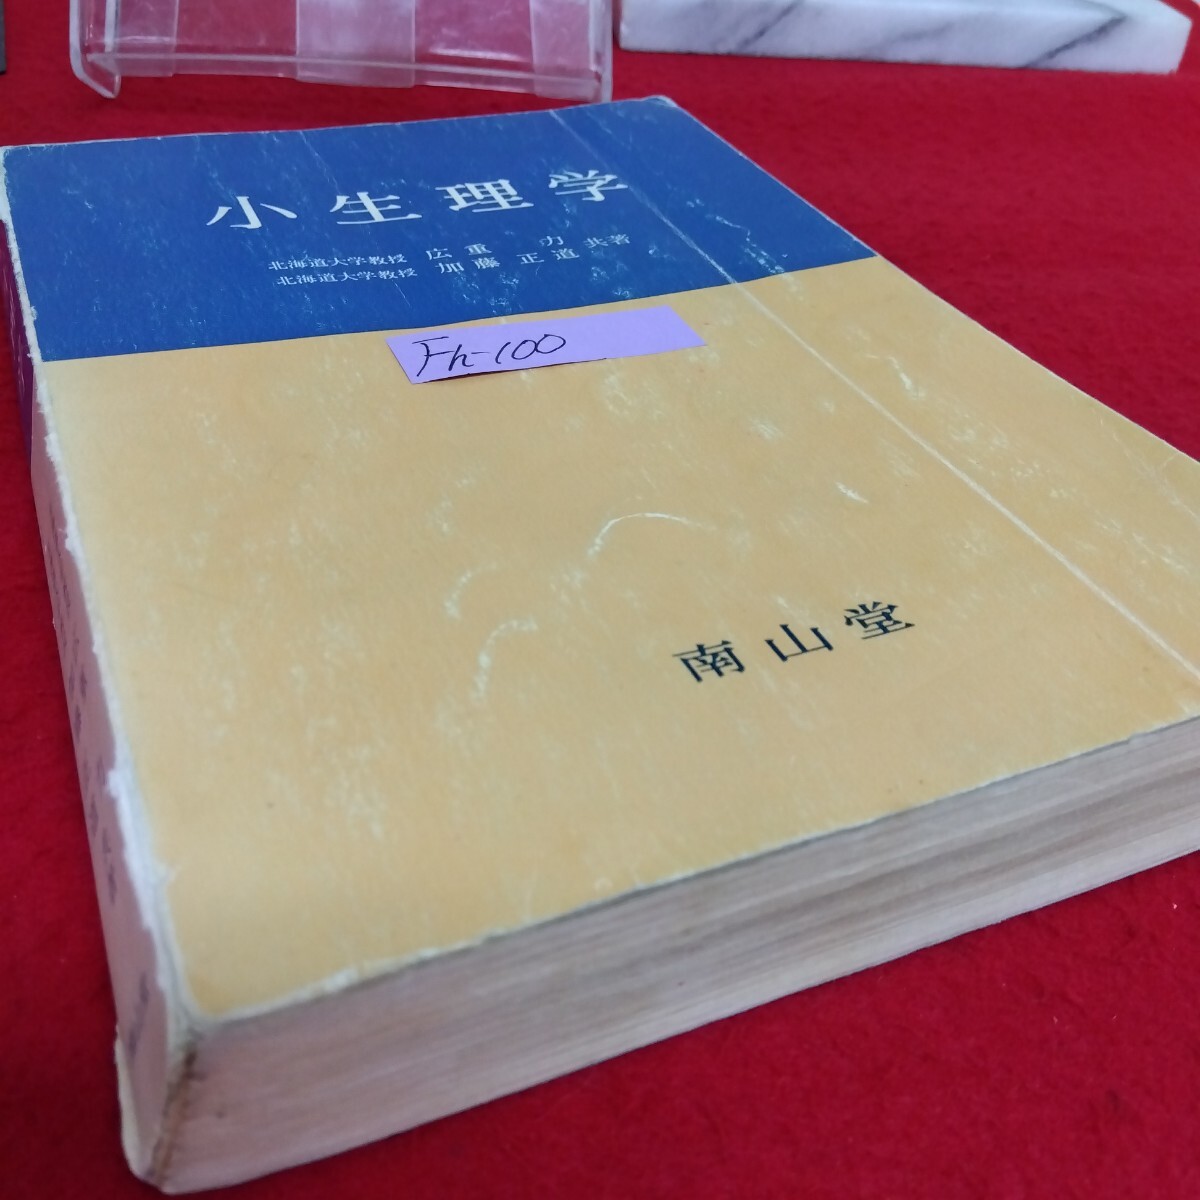 小生理学
北海道大学教授 広重 力
北海道大学教授 加藤 正道 共著
Fh-100
南山堂